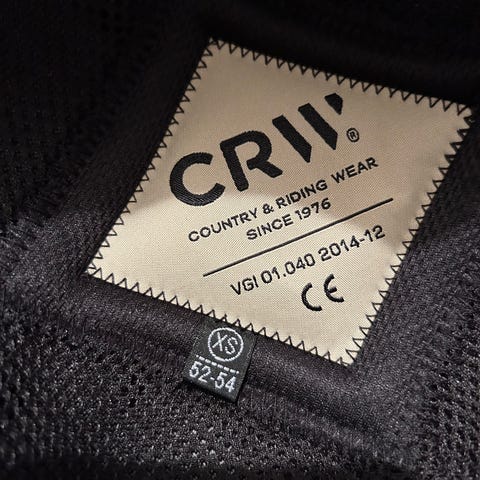 CRW®
COUNTRY & RIDING WEAR
SINCE 1976
VGI 01.040 2014-12
CE
XS
52-54